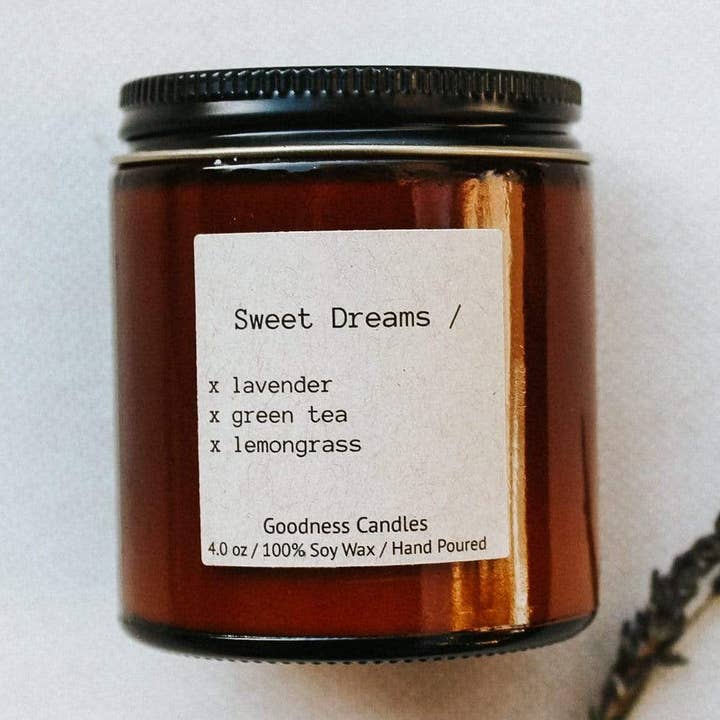 Sweet Dreams /
x lavender
x green tea
x lemongrass
Goodness Candles
4.0 oz / 100% Soy Wax / Hand Poured